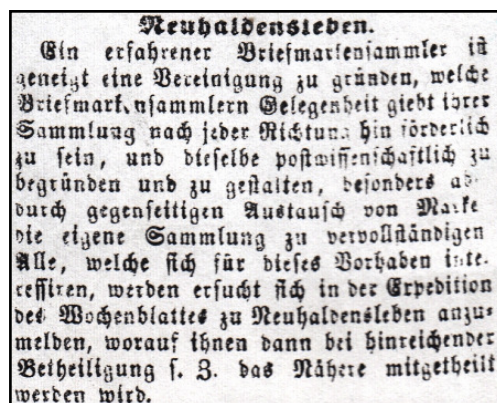 Neuhaldensleben.
Ein erfahrener Briefmarkensammler ist
geneigt eine Vereinigung zu gründen, welche
Briefmarkensammlern Gelegenheit giebt ihrer
Sammlung nach jeder Richtung hin förderlich
zu sein, und dieselbe postwissenschaftlich zu
begründen und zu gestalten, besonders ab
durch gegenseitigen Austausch von Marke
die eigene Sammlung zu vervollständigen
Alle, welche sich für dieses Vorhaben inte-
ressiren, werden ersucht sich in der Expedition
des Wochenblattes zu Neuhaldensleben anzu-
melden, worauf ihnen dann bei hinreichender
Betheiligung s. Z. das Nähere mitgetheilt
werden wird.